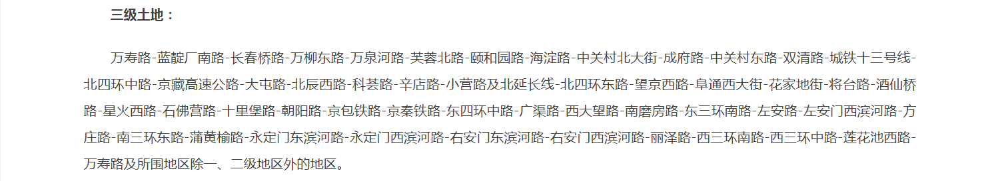 三级土地：
万寿路-蓝靛厂南路-长春桥路-万柳东路-万泉河路-芙蓉北路-颐和园路-海淀路-中关村北大街-成府路-中关村东路-双清路-城铁十三号线-
北四环中路-京藏高速公路-大屯路-北辰西路-科荟路-辛店路-小营路及北延长线-北四环东路-望京西路-阜通西大街-花家地街-将台路-酒仙桥
路-星火西路-石佛营路-十里堡路-朝阳路-京包铁路-京秦铁路-东四环中路-广渠路-西大望路-南磨房路-东三环南路-左安路-左安门西滨河路-方
庄路-南三环东路-蒲黄榆路-永定门东滨河路-永定门西滨河路-右安门东滨河路-右安门西滨河路-丽泽路-西三环南路-西三环中路-莲花池西路-
万寿路及所围地区除一、二级地区外的地区。